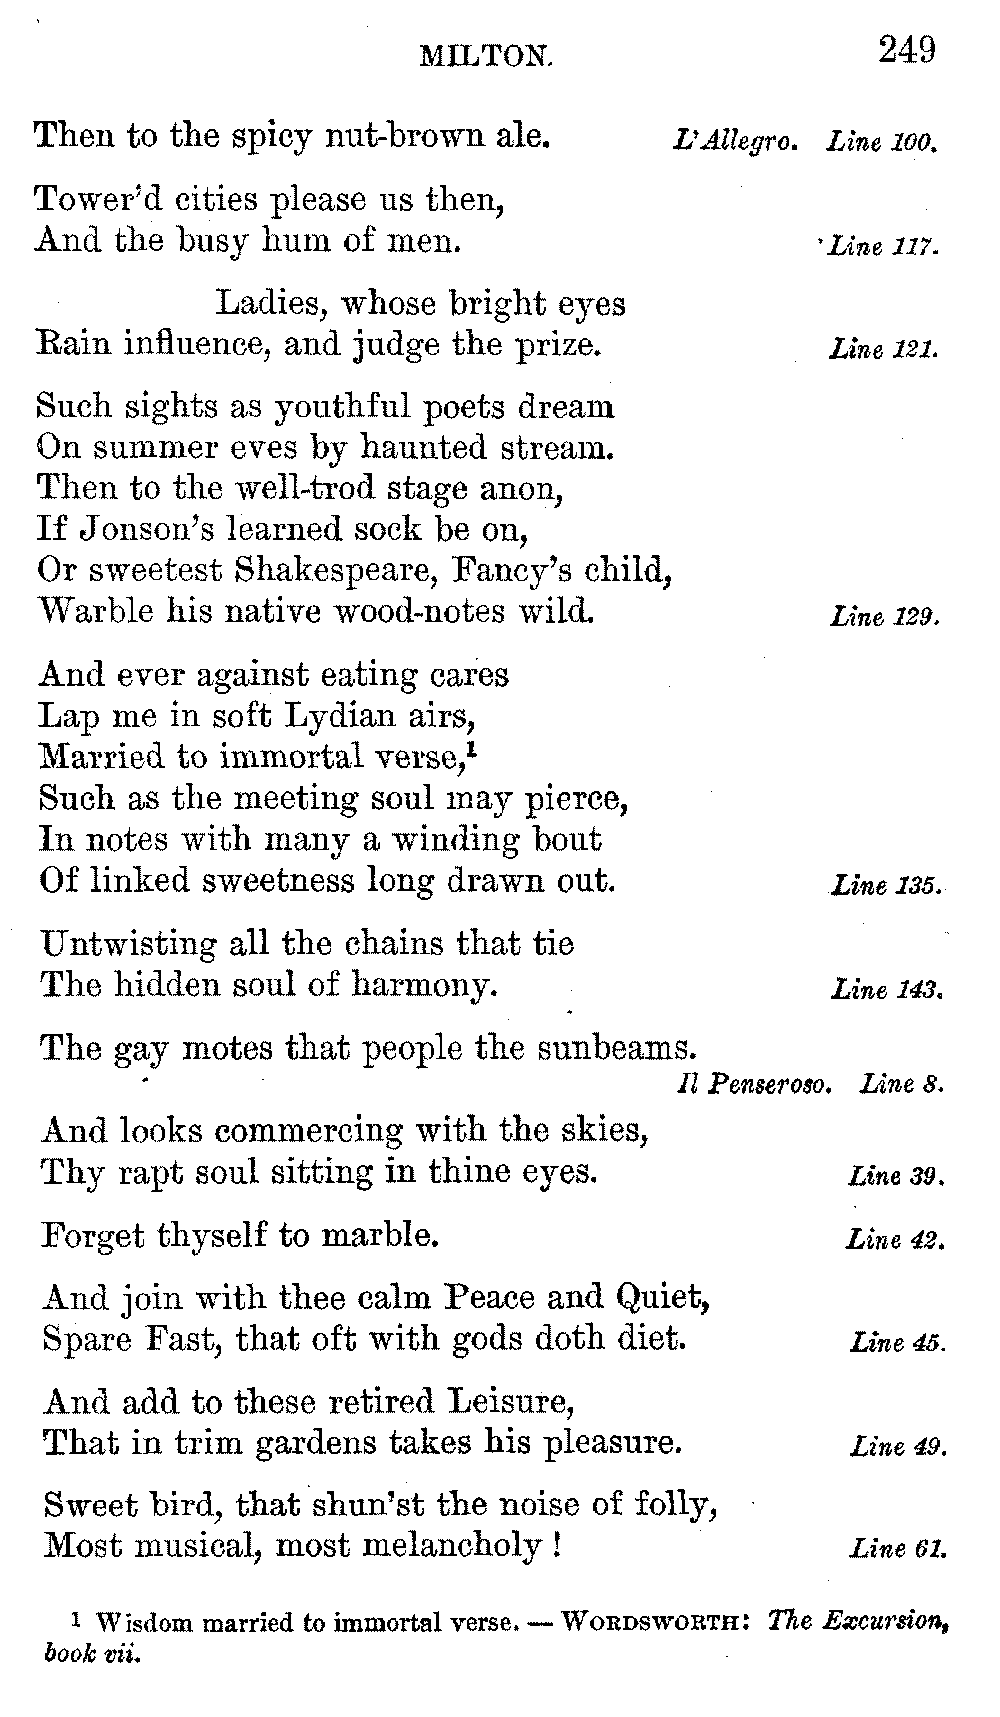 MILTON. 249
Then to the spicy nut-brown ale. L'Allegro. Line 100.
Tower'd cities please us then,
And the busy hum of men. Line 117.
Ladies, whose bright eyes
Rain influence, and judge the prize. Line 121.
Such sights as youthful poets dream
On summer eves by haunted stream.
Then to the well-trod stage anon,
If Jonson's learned sock be on,
Or sweetest Shakespeare, Fancy's child,
Warble his native wood-notes wild. Line 129.
And ever against eating cares
Lap me in soft Lydian airs,
Married to immortal verse,¹
Such as the meeting soul may pierce,
In notes with many a winding bout
Of linked sweetness long drawn out. Line 135.
Untwisting all the chains that tie
The hidden soul of harmony. Line 143.
The gay motes that people the sunbeams.
Il Penseroso. Line 8.
And looks commercing with the skies,
Thy rapt soul sitting in thine eyes. Line 39.
Forget thyself to marble. Line 42.
And join with thee calm Peace and Quiet,
Spare Fast, that oft with gods doth diet. Line 45.
And add to these retired Leisure,
That in trim gardens takes his pleasure. Line 49.
Sweet bird, that shun'st the noise of folly,
Most musical, most melancholy ! Line 61.
¹ Wisdom married to immortal verse. — WORDSWORTH: The Excursion,
book vii.